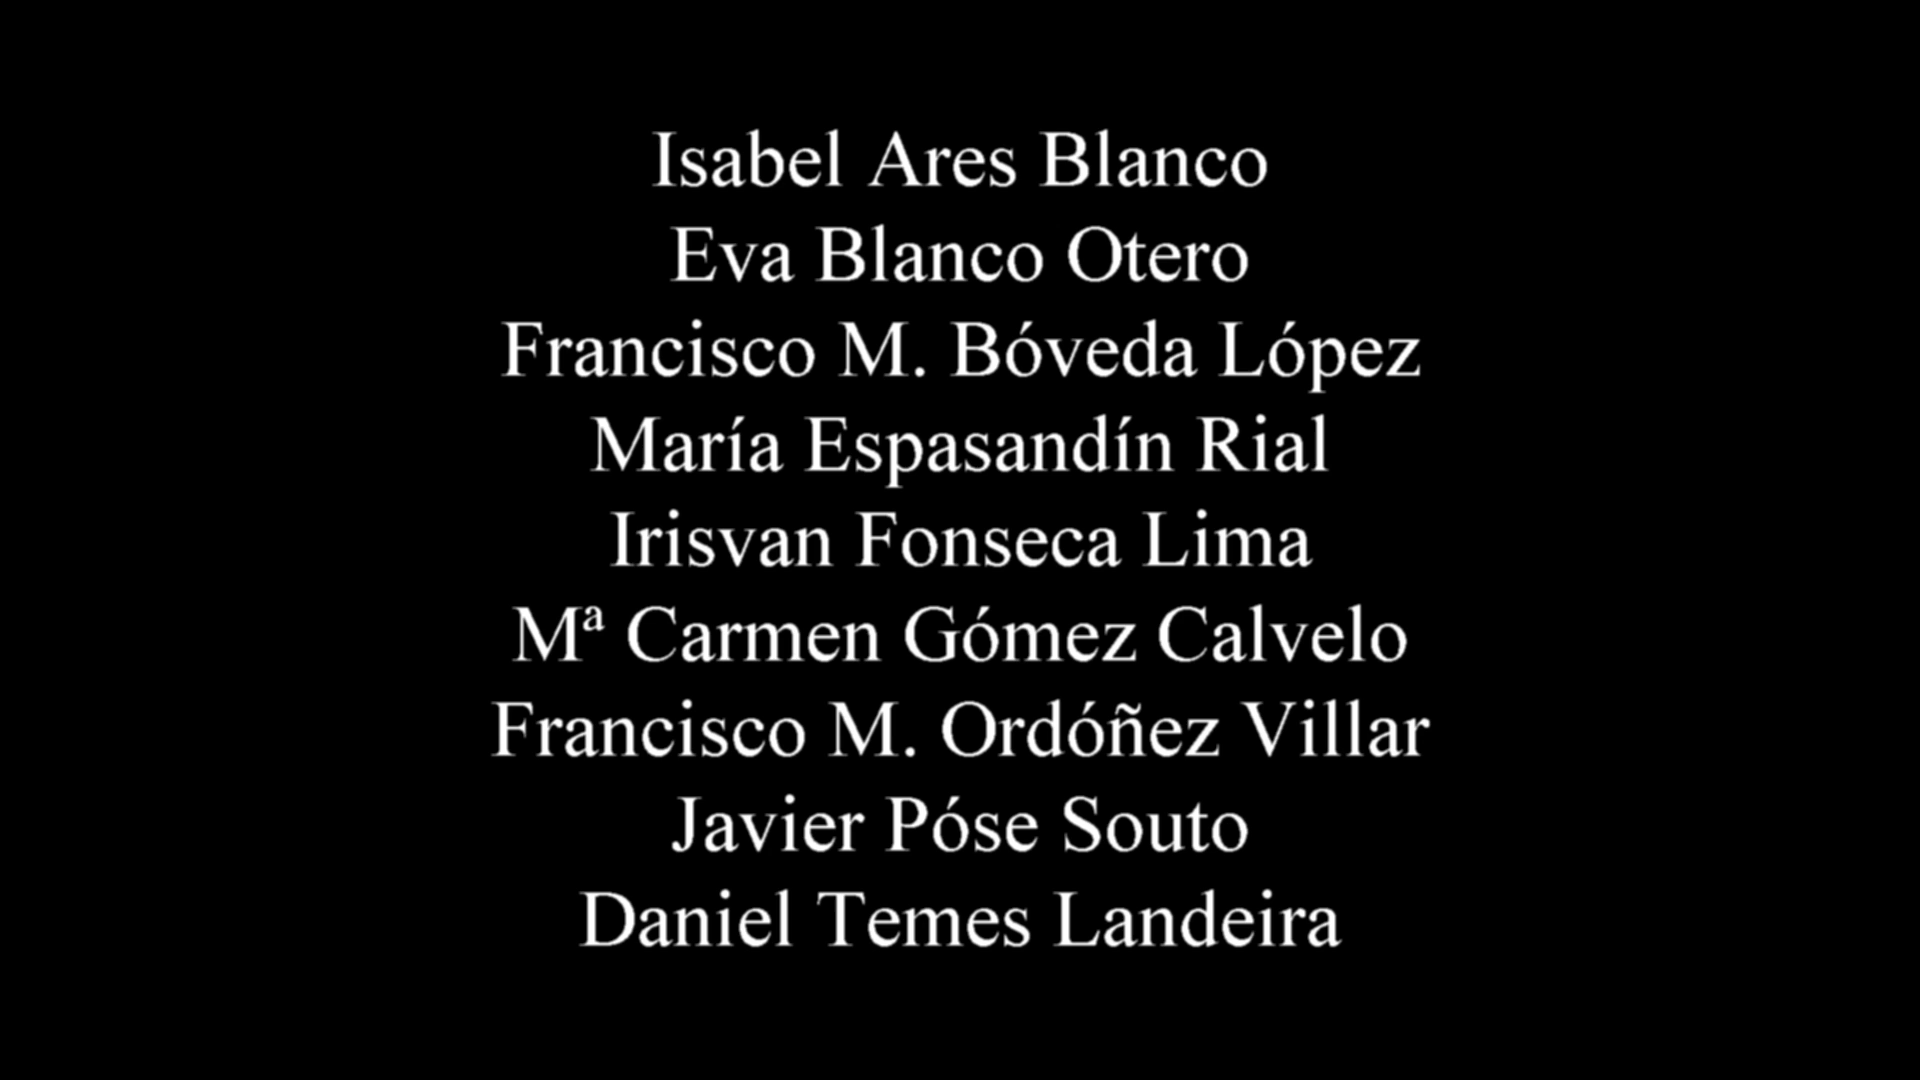 Isabel Ares Blanco
Eva Blanco Otero
Francisco M. Bóveda López
María Espasandín Rial
Irisvan Fonseca Lima
Mª Carmen Gómez Calvelo
Francisco M. Ordóñez Villar
Javier Póse Souto
Daniel Temes Landeira